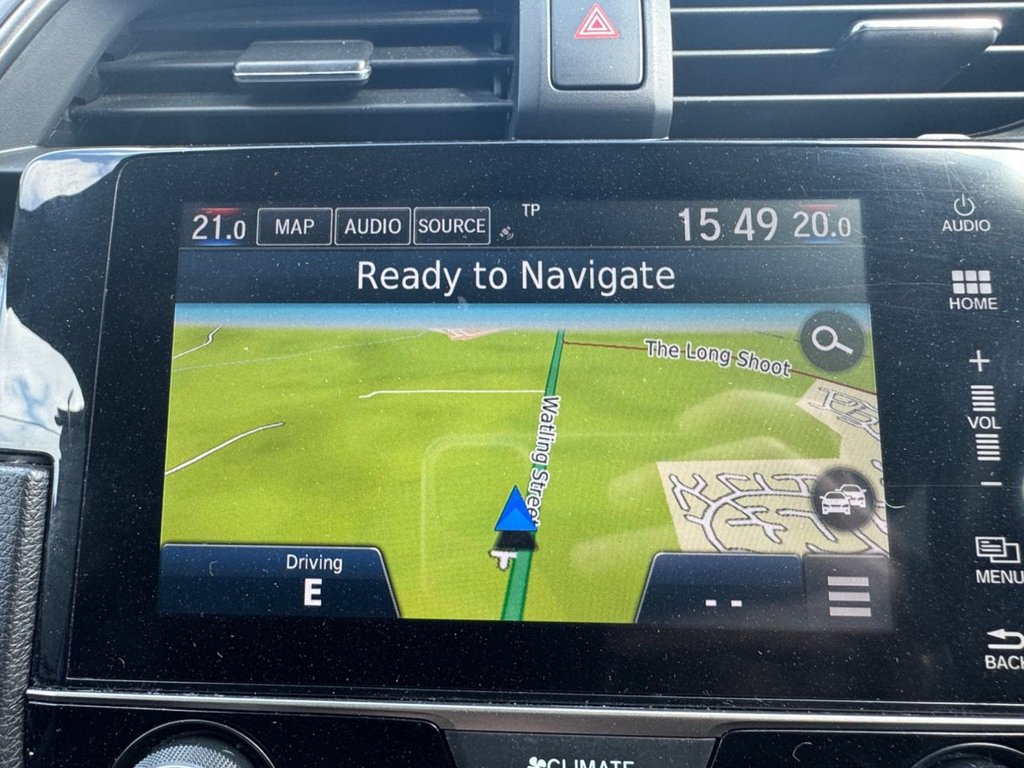 21.0 MAP AUDIO SOURCE TP 15 49 20.0
Ready to Navigate
The Long Shoot
Watling Street
Driving
E
--
AUDIO
HOME
+
VOL
-
MENU
BACK
CLIMATE